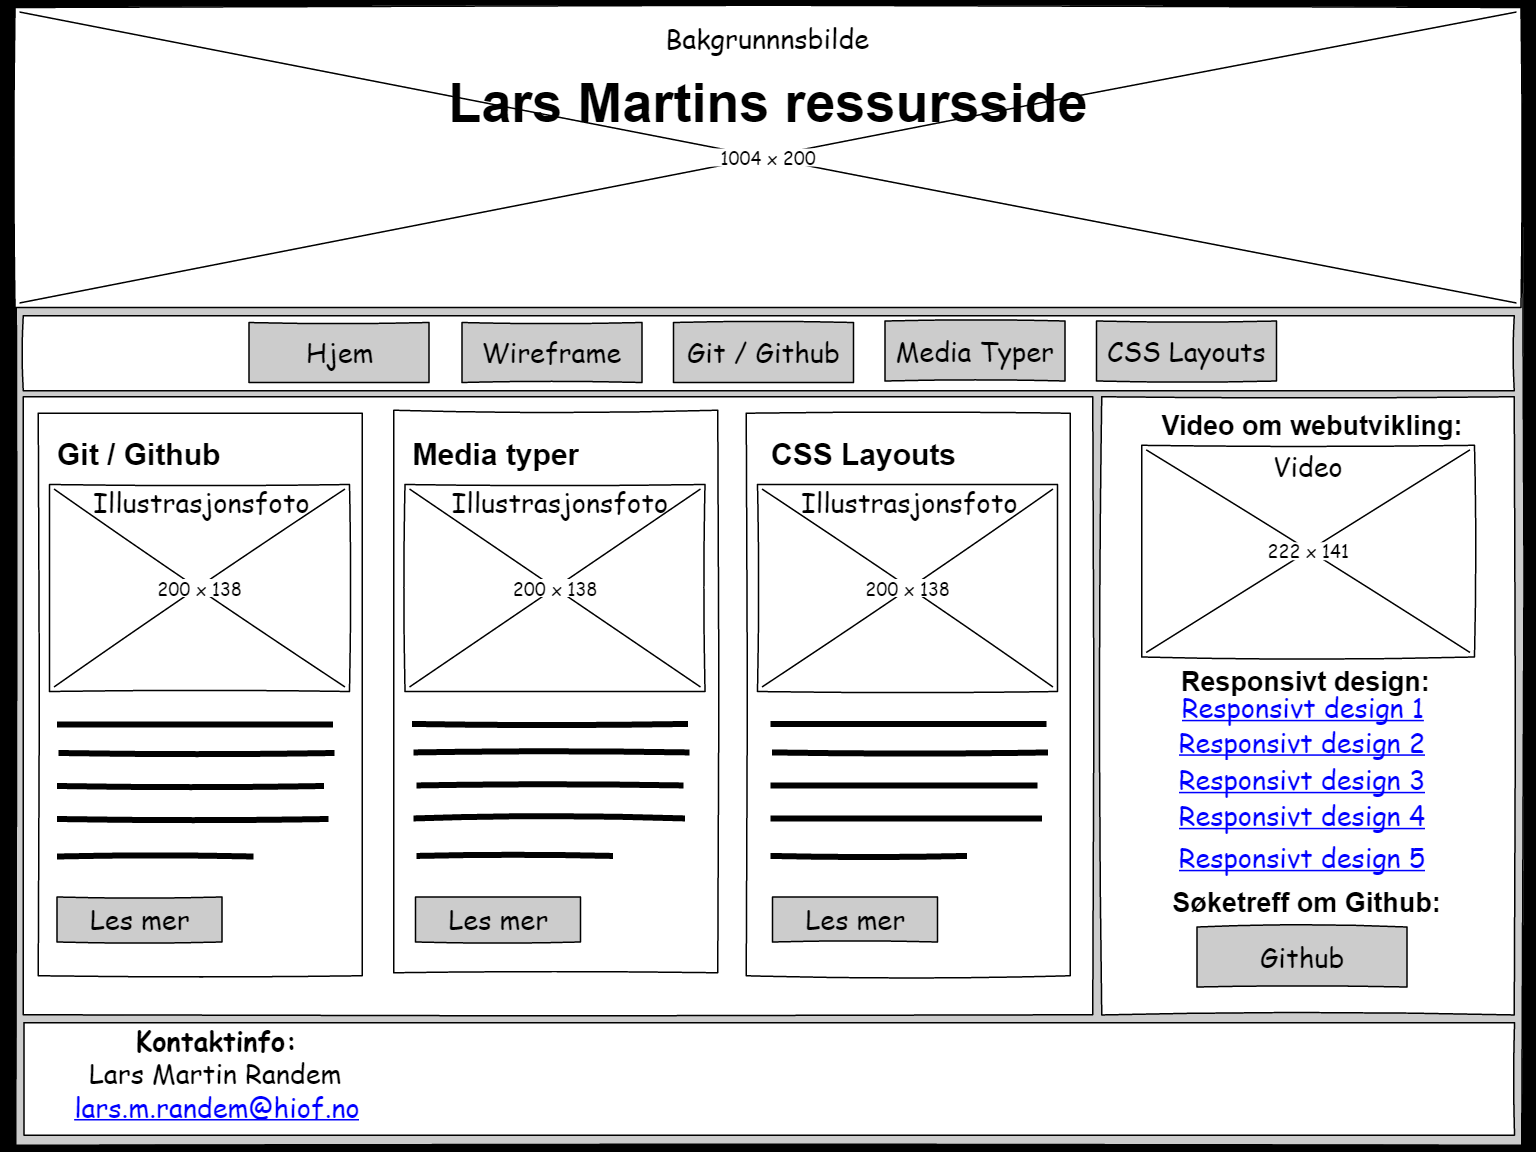 Bakgrunnnsbilde
Lars Martins ressursside
1004 x 200
Hjem
Wireframe
Git / Github
Media Typer
CSS Layouts
Git / Github
Illustrasjonsfoto
200 x 138
Les mer
Media typer
Illustrasjonsfoto
200 x 138
Les mer
CSS Layouts
Illustrasjonsfoto
200 x 138
Les mer
Video om webutvikling:
Video
222 x 141
Responsivt design:
Responsivt design 1
Responsivt design 2
Responsivt design 3
Responsivt design 4
Responsivt design 5
Søketreff om Github:
Github
Kontaktinfo:
Lars Martin Randem
lars.m.randem@hiof.no